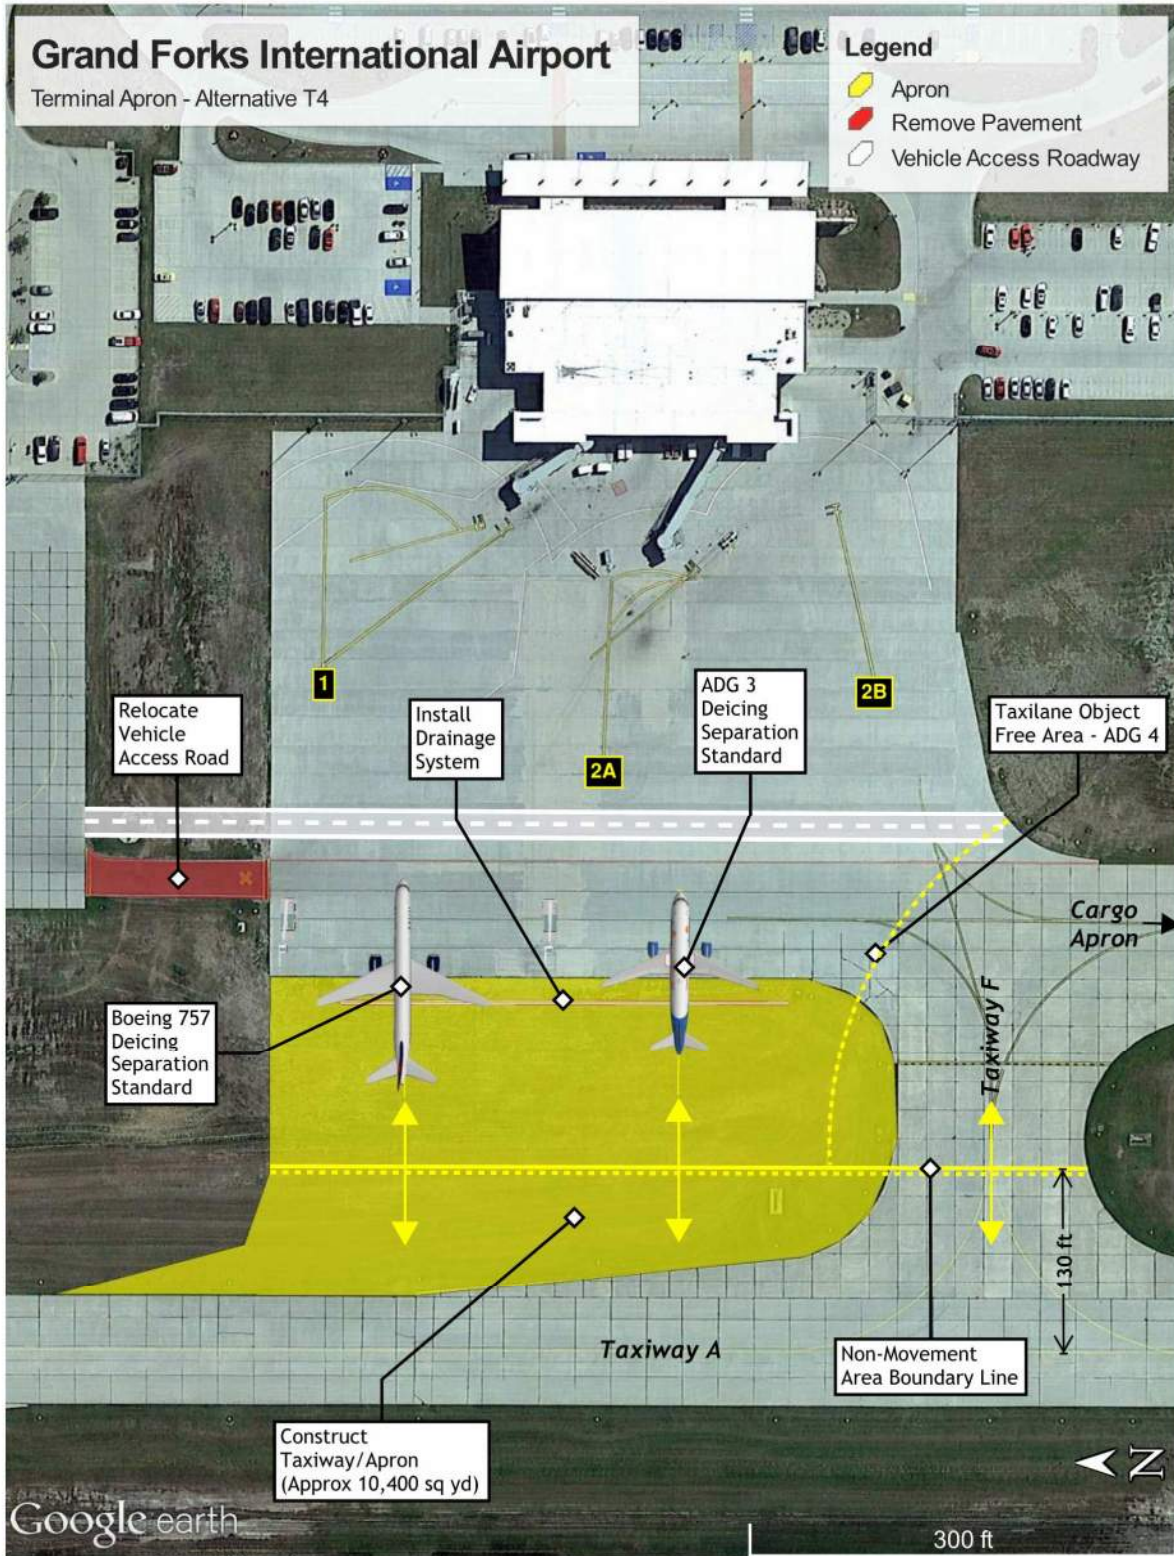 Grand Forks International Airport
Terminal Apron - Alternative T4
Legend
Apron
Remove Pavement
Vehicle Access Roadway
1
2A
2B
Relocate
Vehicle
Access Road
Install
Drainage
System
ADG 3
Deicing
Separation
Standard
Taxilane Object
Free Area - ADG 4
Cargo
Apron
Taxiway F
Boeing 757
Deicing
Separation
Standard
130 ft
Taxiway A
Non-Movement
Area Boundary Line
Construct
Taxiway/Apron
(Approx 10,400 sq yd)
N
Google earth
300 ft